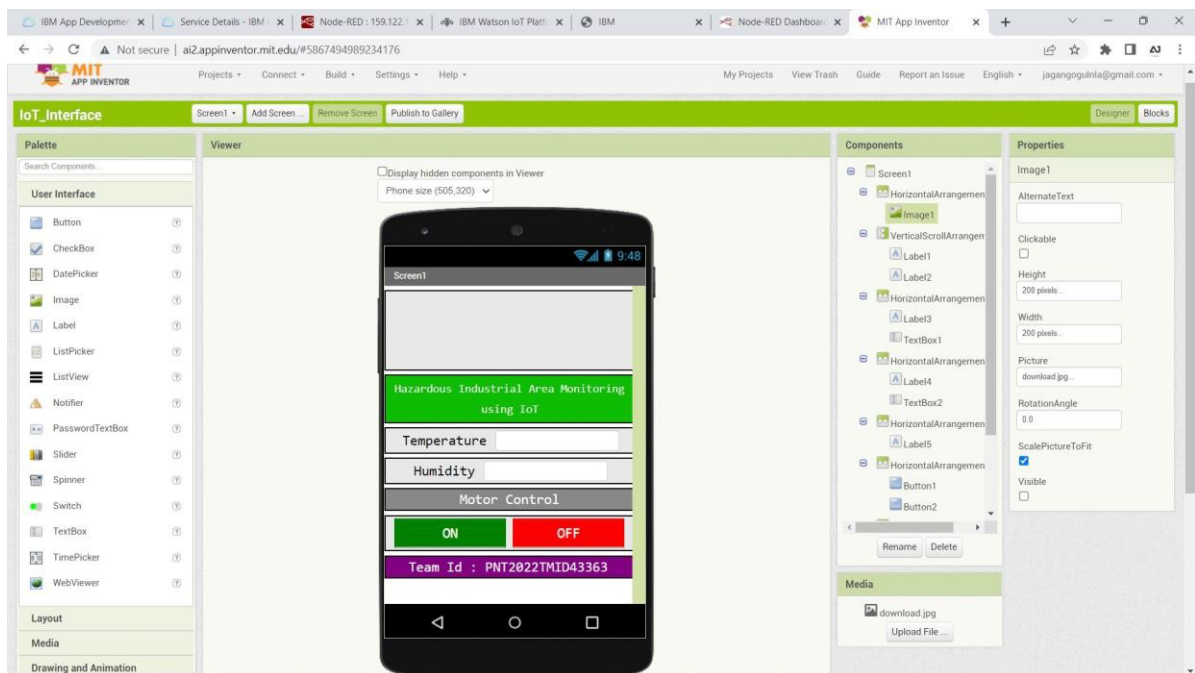 IBM App Developmen
Service Details - IBM C
Node-RED : 159.122.1
IBM Watson IoT Platfo
IBM
Node-RED Dashboar
MIT App Inventor
Not secure | ai2.appinventor.mit.edu/#5867494989234176
MIT
APP INVENTOR
Projects Connect Build Settings Help My Projects View Trash Guide Report an Issue English jagangogulnla@gmail.com
IoT_Interface Screen1 Add Screen ... Remove Screen Publish to Gallery Designer Blocks
Palette
Search Components...
User Interface
Button
CheckBox
DatePicker
Image
Label
ListPicker
ListView
Notifier
PasswordTextBox
Slider
Spinner
Switch
TextBox
TimePicker
WebViewer
Layout
Media
Drawing and Animation
Viewer
Display hidden components in Viewer
Phone size (505,320)
9:48
Screen1
Hazardous Industrial Area Monitoring
using IoT
Temperature
Humidity
Motor Control
ON OFF
Team Id : PNT2022TMID43363
Components
Screen1
HorizontalArrangemen
Image1
VerticalScrollArrangem
Label1
Label2
HorizontalArrangemen
Label3
TextBox1
HorizontalArrangemen
Label4
TextBox2
HorizontalArrangemen
Label5
HorizontalArrangemen
Button1
Button2
Rename Delete
Media
download.jpg
Upload File ...
Properties
Image1
AlternateText
Clickable
Height
200 pixels...
Width
200 pixels...
Picture
download.jpg...
RotationAngle
0.0
ScalePictureToFit
Visible